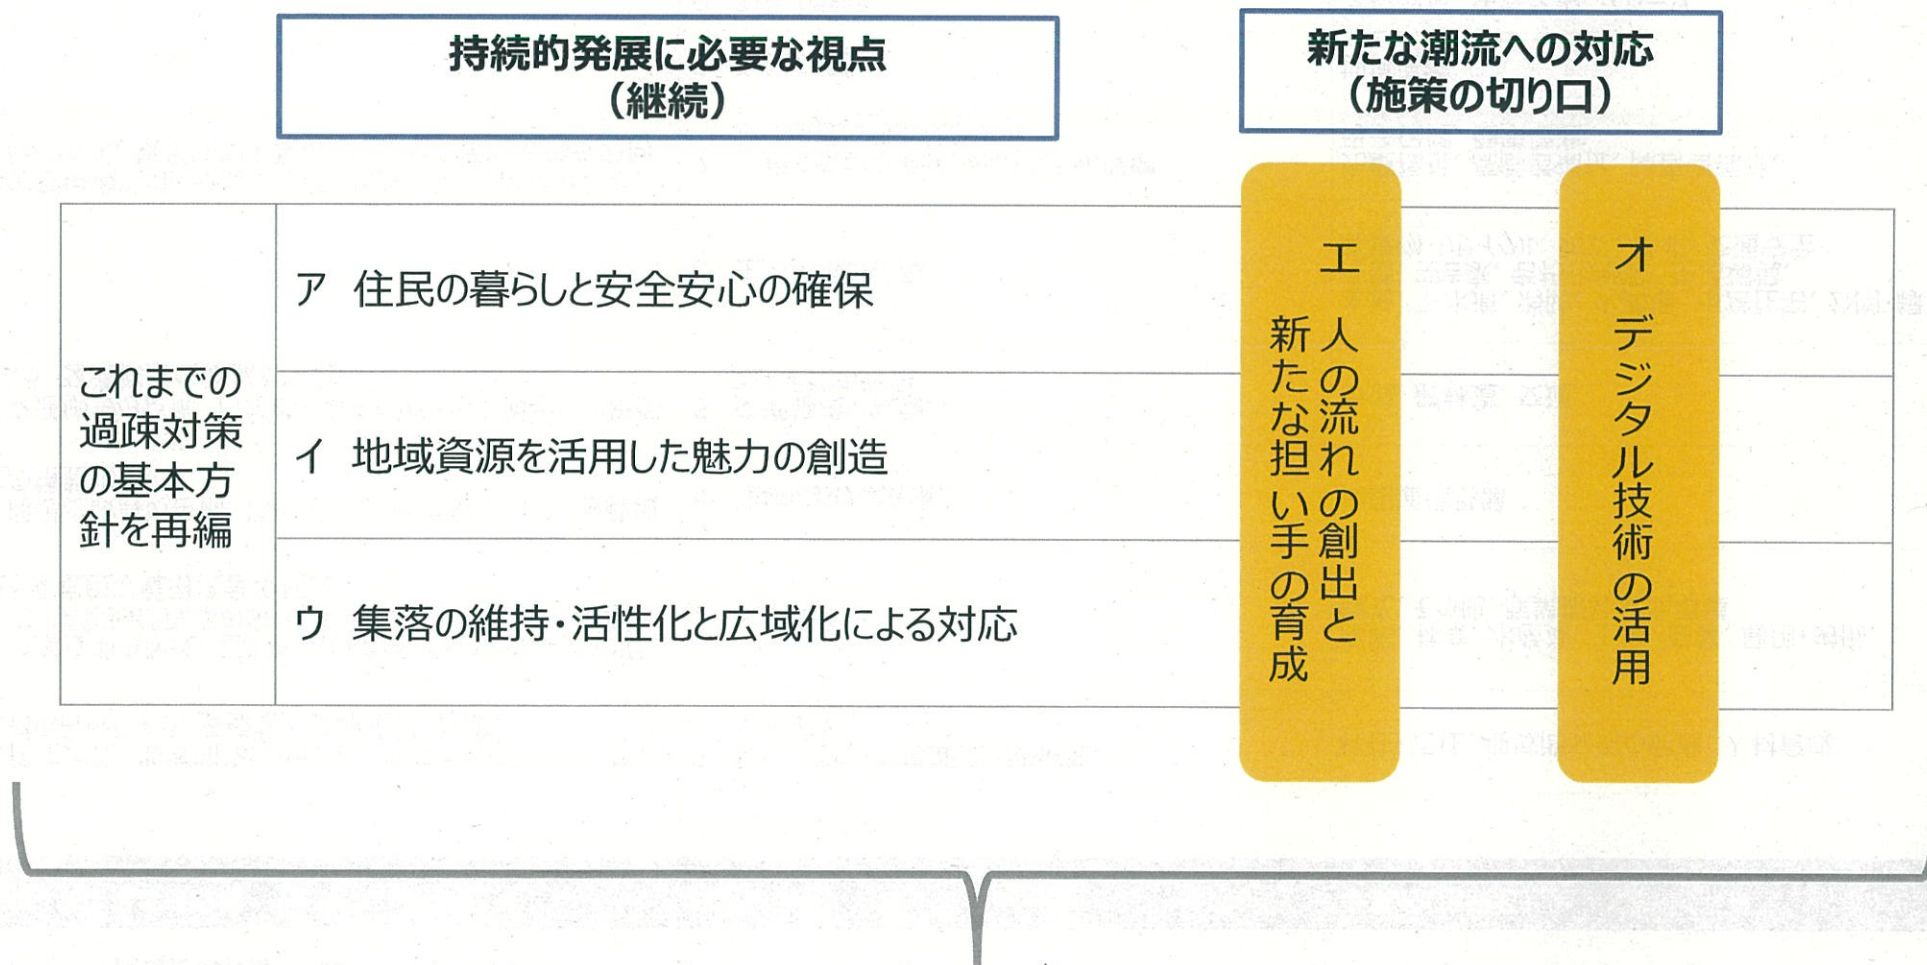 持続的発展に必要な視点
（継続）
新たな潮流への対応
（施策の切り口）
これまでの
過疎対策
の基本方
針を再編
ア 住民の暮らしと安全安心の確保
イ 地域資源を活用した魅力の創造
ウ 集落の維持・活性化と広域化による対応
エ 人の流れの創出と
新たな担い手の育成
オ デジタル技術の活用